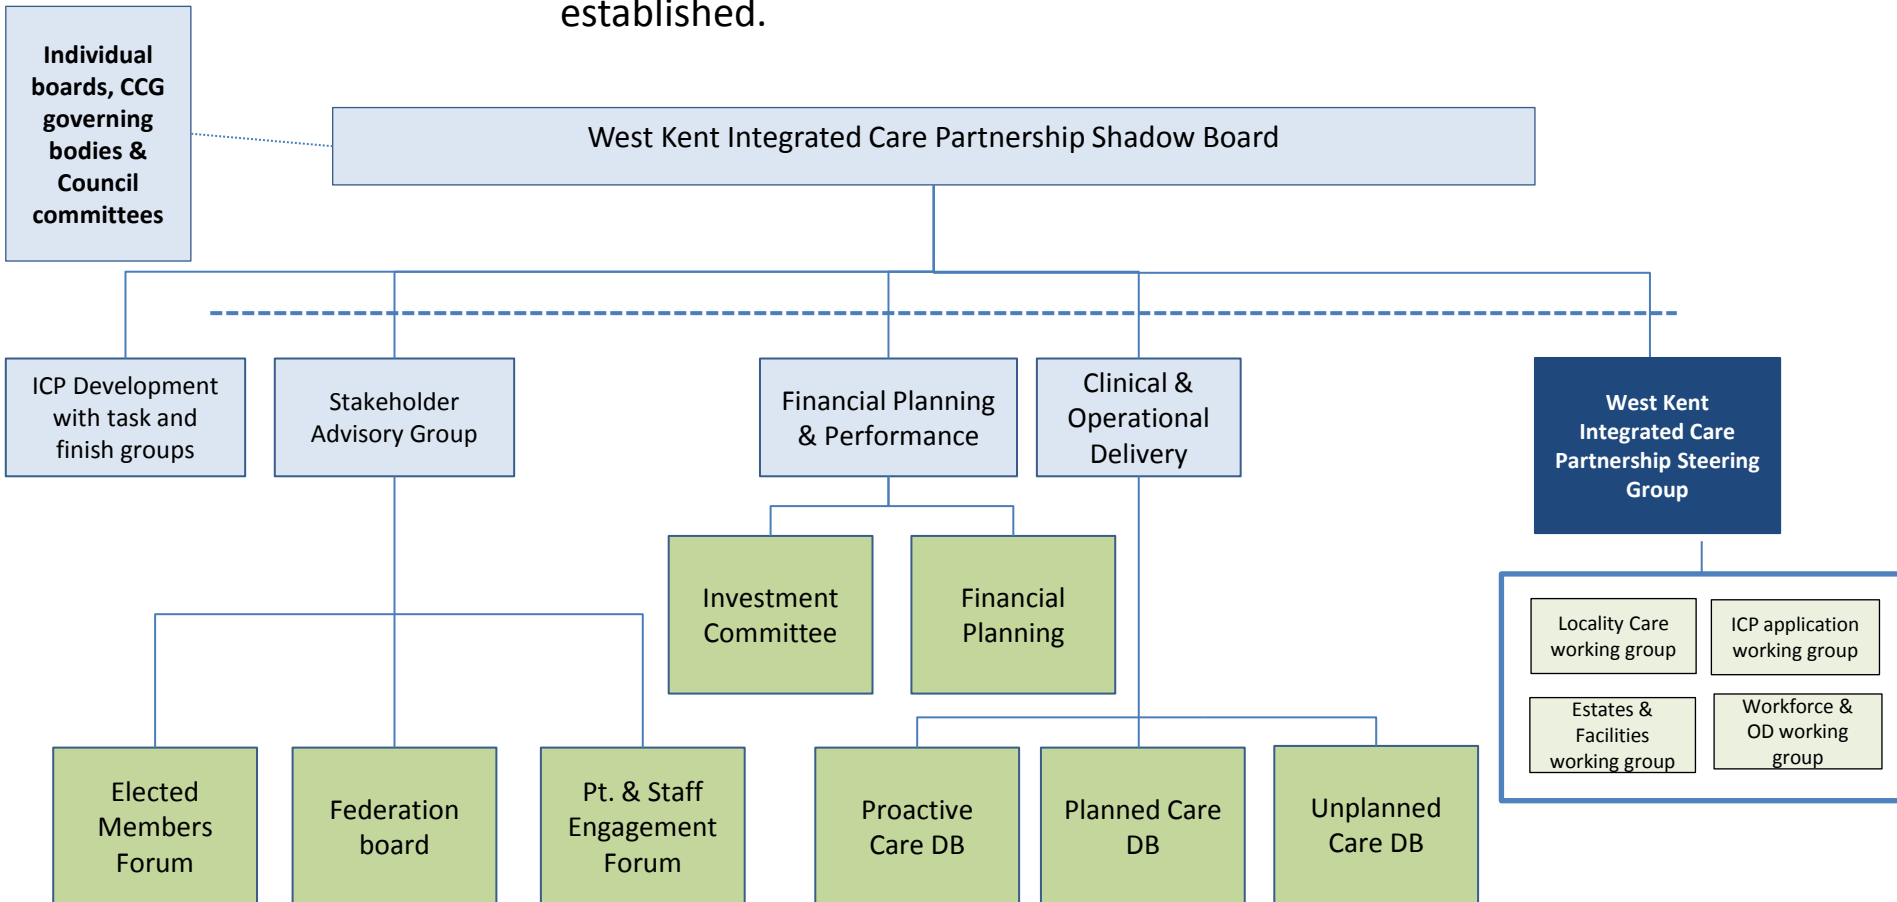 established.
Individual
boards, CCG
governing
bodies &
Council
committees
West Kent Integrated Care Partnership Shadow Board
ICP Development
with task and
finish groups
Stakeholder
Advisory Group
Financial Planning
& Performance
Clinical &
Operational
Delivery
West Kent
Integrated Care
Partnership Steering
Group
Investment
Committee
Financial
Planning
Locality Care
working group
ICP application
working group
Estates &
Facilities
working group
Workforce &
OD working
group
Elected
Members
Forum
Federation
board
Pt. & Staff
Engagement
Forum
Proactive
Care DB
Planned Care
DB
Unplanned
Care DB